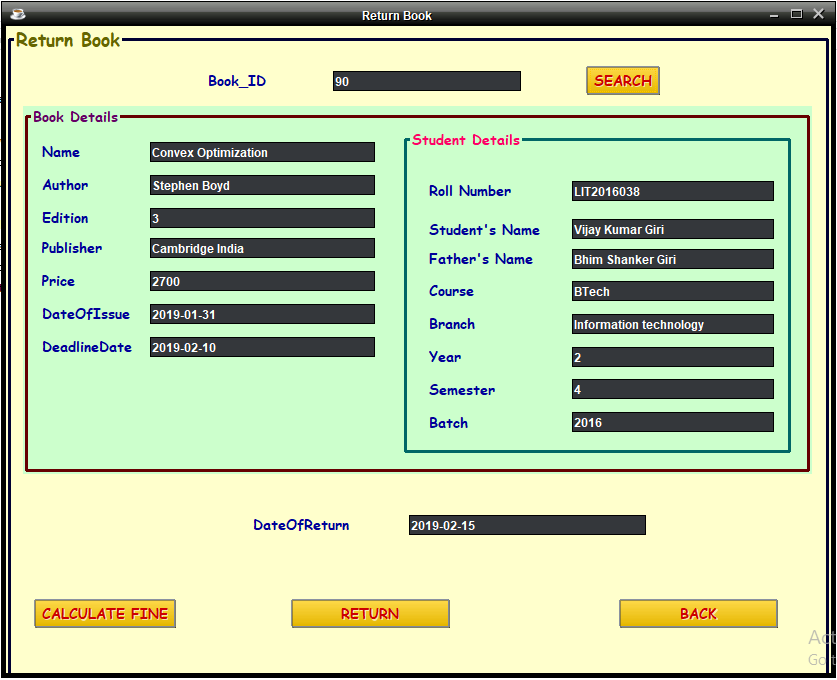 Return Book
Return Book
Book_ID 90 SEARCH
Book Details
Name Convex Optimization
Author Stephen Boyd
Edition 3
Publisher Cambridge India
Price 2700
DateOfIssue 2019-01-31
DeadlineDate 2019-02-10
Student Details
Roll Number LIT2016038
Student's Name Vijay Kumar Giri
Father's Name Bhim Shanker Giri
Course BTech
Branch Information technology
Year 2
Semester 4
Batch 2016
DateOfReturn 2019-02-15
CALCULATE FINE RETURN BACK
Act
Go t